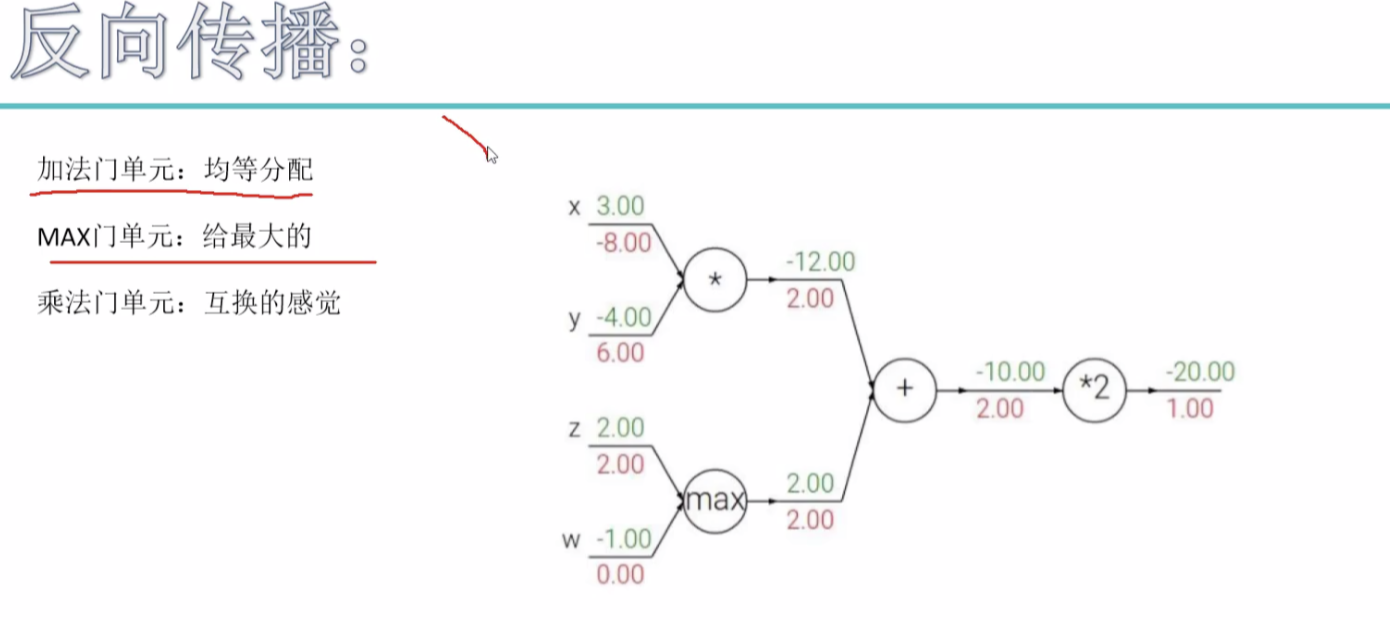 反向传播：
加法门单元：均等分配
MAX门单元：给最大的
乘法门单元：互换的感觉
x 3.00
-8.00
*
-12.00
2.00
y -4.00
6.00
+
-10.00
2.00
*2
-20.00
1.00
z 2.00
2.00
max
2.00
2.00
w -1.00
0.00